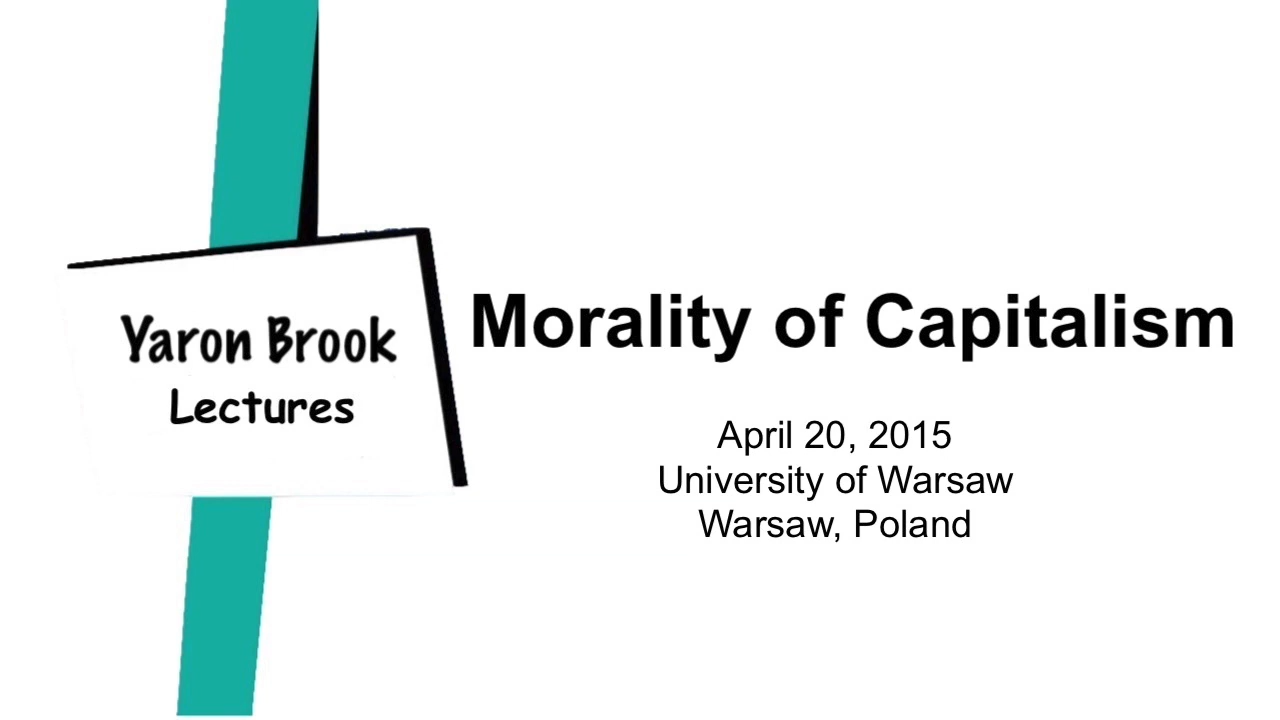 Yaron Brook
Lectures
Morality of Capitalism
April 20, 2015
University of Warsaw
Warsaw, Poland